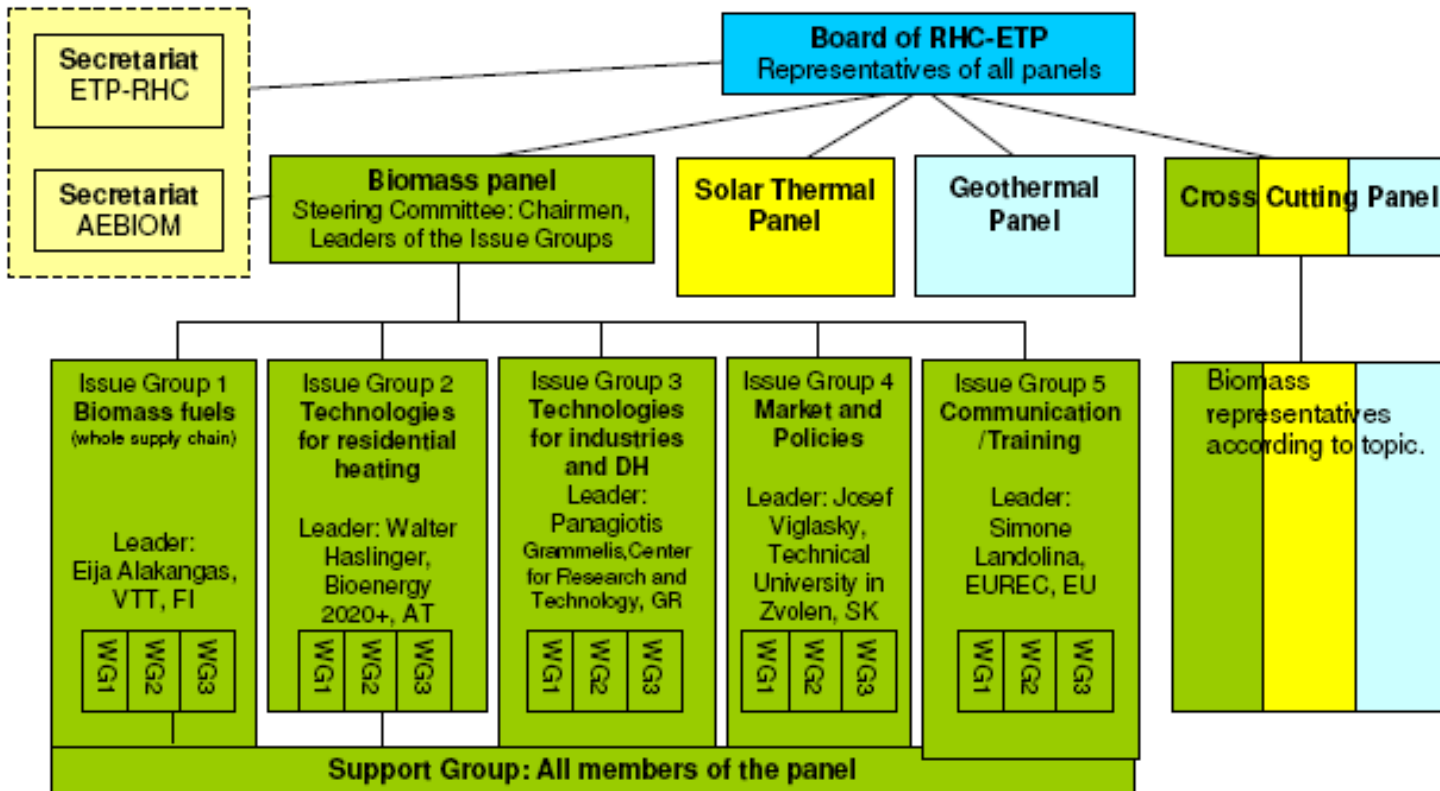 Secretariat
ETP-RHC
Secretariat
AEBIOM
Board of RHC-ETP
Representatives of all panels
Biomass panel
Steering Committee: Chairmen,
Leaders of the Issue Groups
Solar Thermal
Panel
Geothermal
Panel
Cross Cutting Panel
Issue Group 1
Biomass fuels
(whole supply chain)
Leader:
Eija Alakangas,
VTT, FI
WG1
WG2
WG3
Issue Group 2
Technologies
for residential
heating
Leader: Walter
Haslinger,
Bioenergy
2020+, AT
WG1
WG2
WG3
Issue Group 3
Technologies
for industries
and DH
Leader:
Panagiotis
Grammelis,Center
for Research and
Technology, GR
WG1
WG2
WG3
Issue Group 4
Market and
Policies
Leader: Josef
Viglasky,
Technical
University in
Zvolen, SK
WG1
WG2
WG3
Issue Group 5
Communication
/Training
Leader:
Simone
Landolina,
EUREC, EU
WG1
WG2
WG3
Biomass
representatives
according to topic.
Support Group: All members of the panel